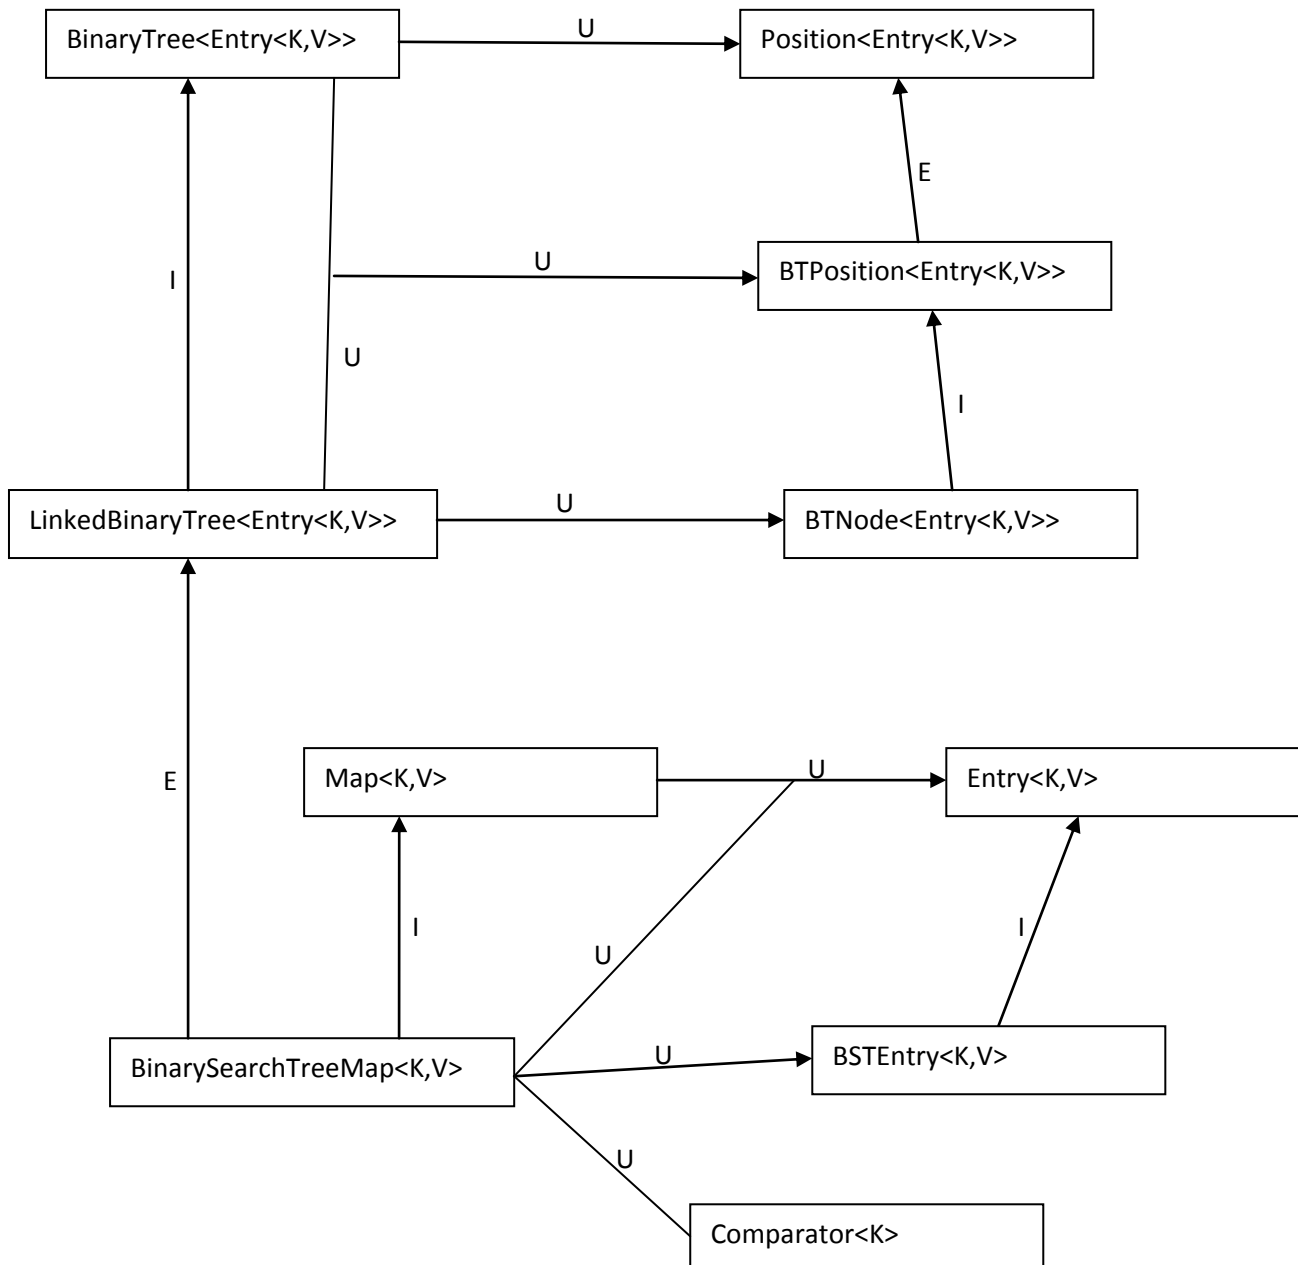 BinaryTree<Entry<K,V>>
U
Position<Entry<K,V>>
E
I
U
BTPosition<Entry<K,V>>
U
I
LinkedBinaryTree<Entry<K,V>>
U
BTNode<Entry<K,V>>
E
Map<K,V>
U
Entry<K,V>
I
I
U
BinarySearchTreeMap<K,V>
U
BSTEntry<K,V>
U
Comparator<K>